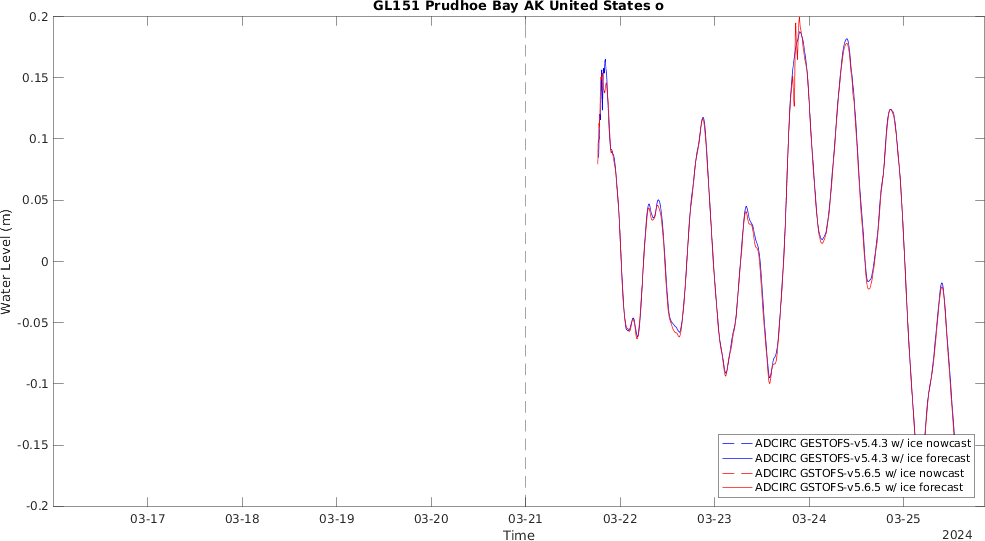 GL151 Prudhoe Bay AK United States o
0.2
0.15
0.1
0.05
0
-0.05
-0.1
-0.15
-0.2
Water Level (m)
ADCIRC GESTOFS-v5.4.3 w/ ice nowcast
ADCIRC GESTOFS-v5.4.3 w/ ice forecast
ADCIRC GSTOFS-v5.6.5 w/ ice nowcast
ADCIRC GSTOFS-v5.6.5 w/ ice forecast
03-17 03-18 03-19 03-20 03-21 03-22 03-23 03-24 03-25
Time
2024